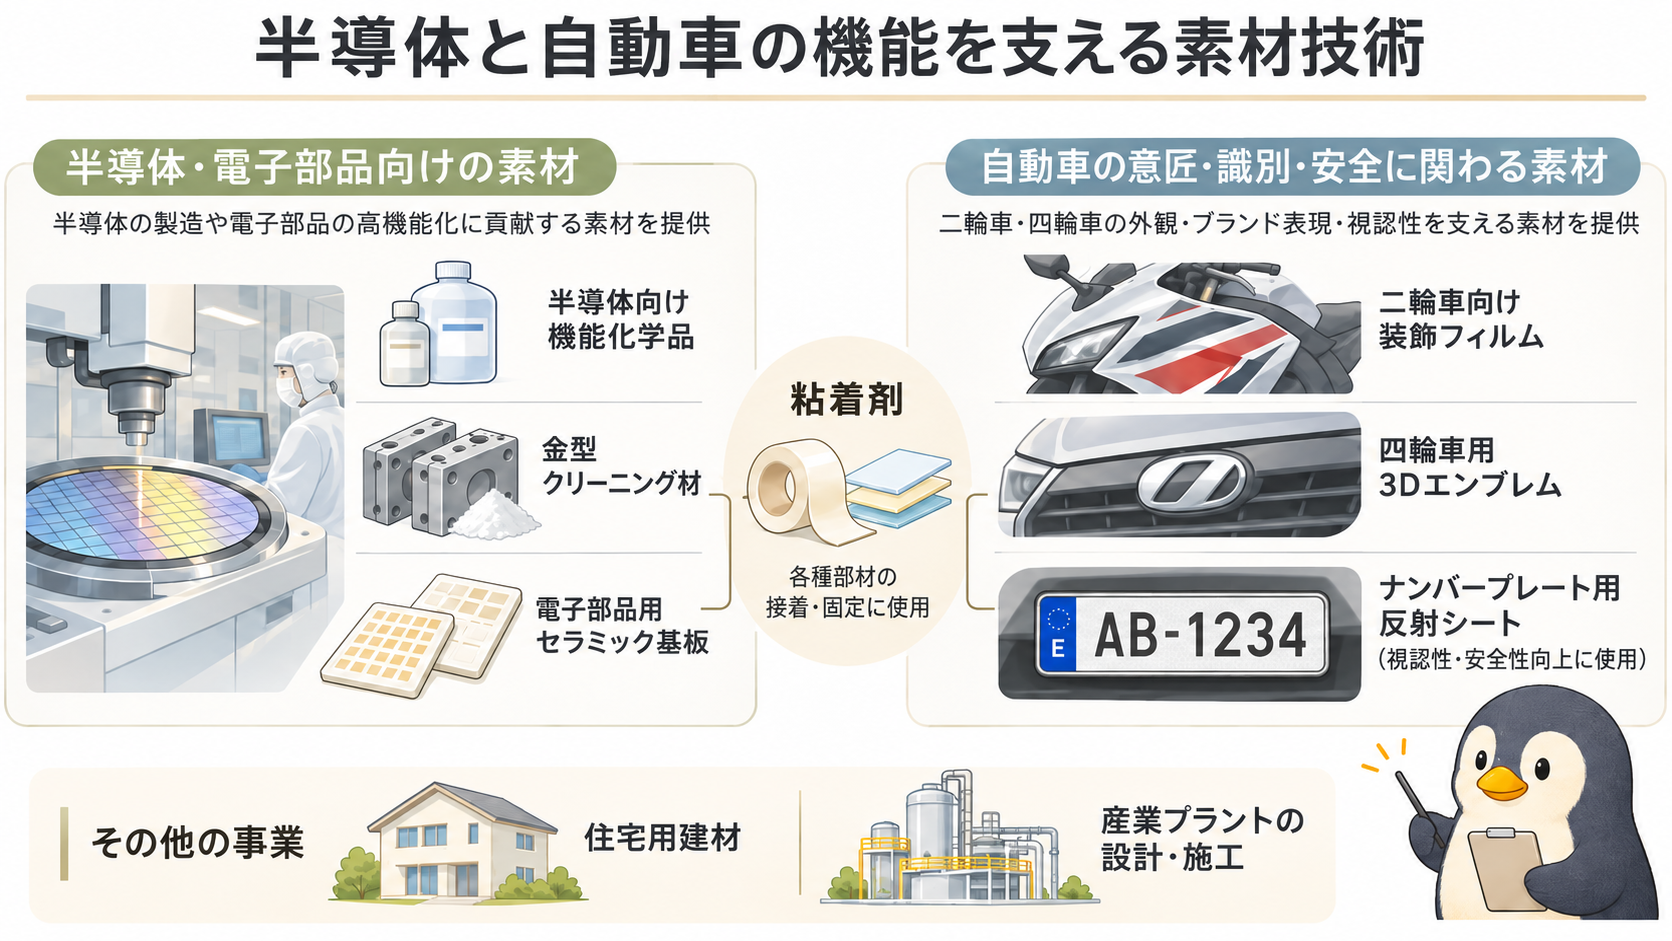 半導体と自動車の機能を支える素材技術
半導体・電子部品向けの素材
半導体の製造や電子部品の高機能化に貢献する素材を提供
半導体向け
機能化学品
金型
クリーニング材
電子部品用
セラミック基板
粘着剤
各種部材の
接着・固定に使用
自動車の意匠・識別・安全に関わる素材
二輪車・四輪車の外観・ブランド表現・視認性を支える素材を提供
二輪車向け
装飾フィルム
四輪車用
3Dエンブレム
E
AB-1234
ナンバープレート用
反射シート
（視認性・安全性向上に使用）
その他の事業
住宅用建材
産業プラントの
設計・施工